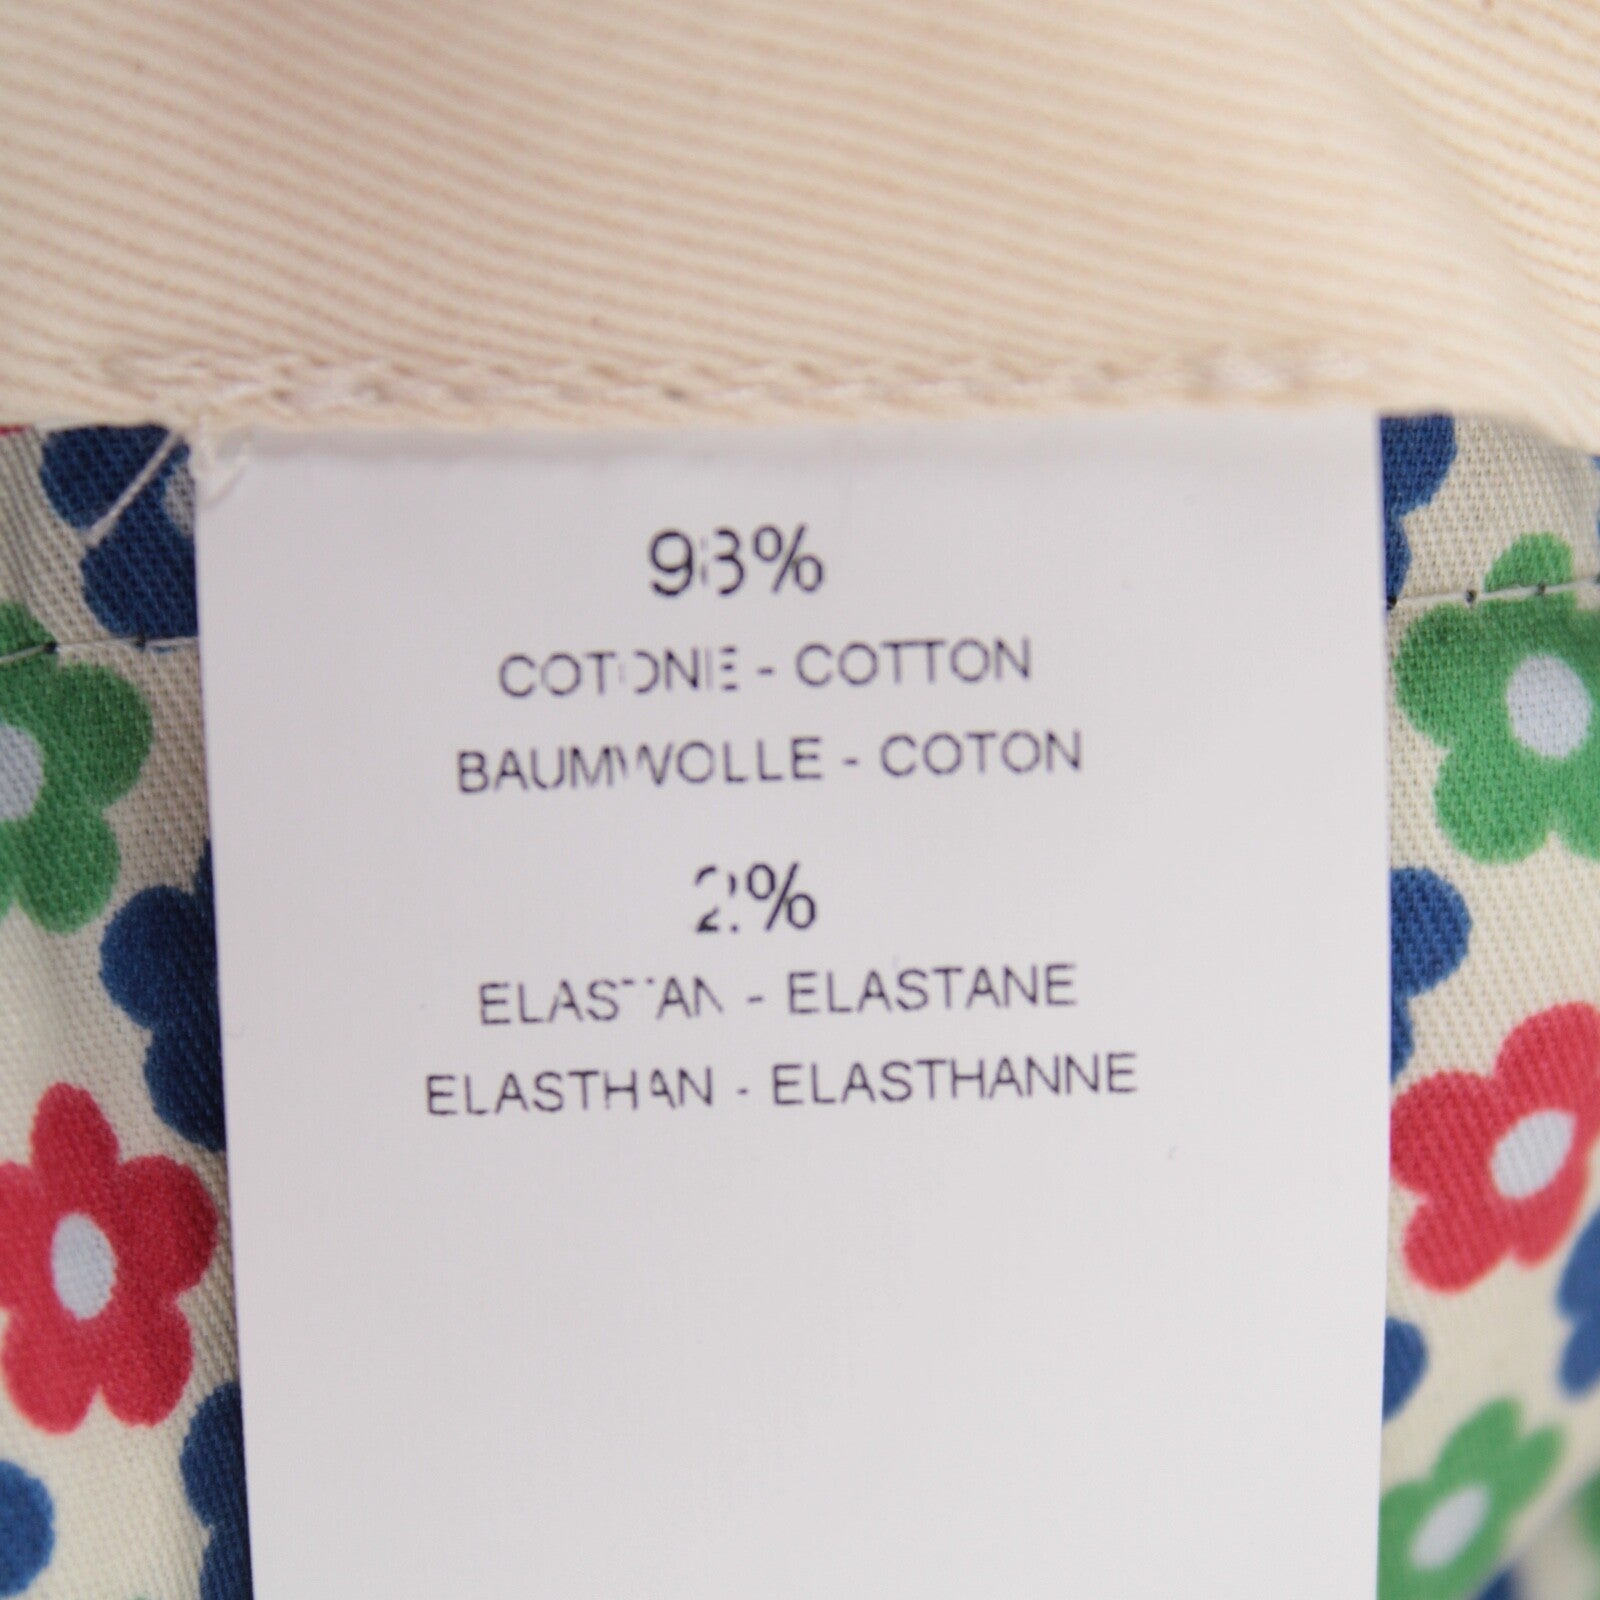 98%
COTONE - COTTON
BAUMWOLLE - COTON
2%
ELASTAN - ELASTANE
ELASTHAN - ELASTHANNE